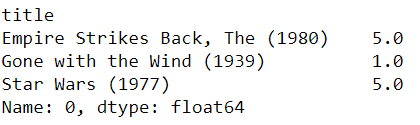 title
Empire Strikes Back, The (1980)    5.0
Gone with the Wind (1939)          1.0
Star Wars (1977)                   5.0
Name: 0, dtype: float64